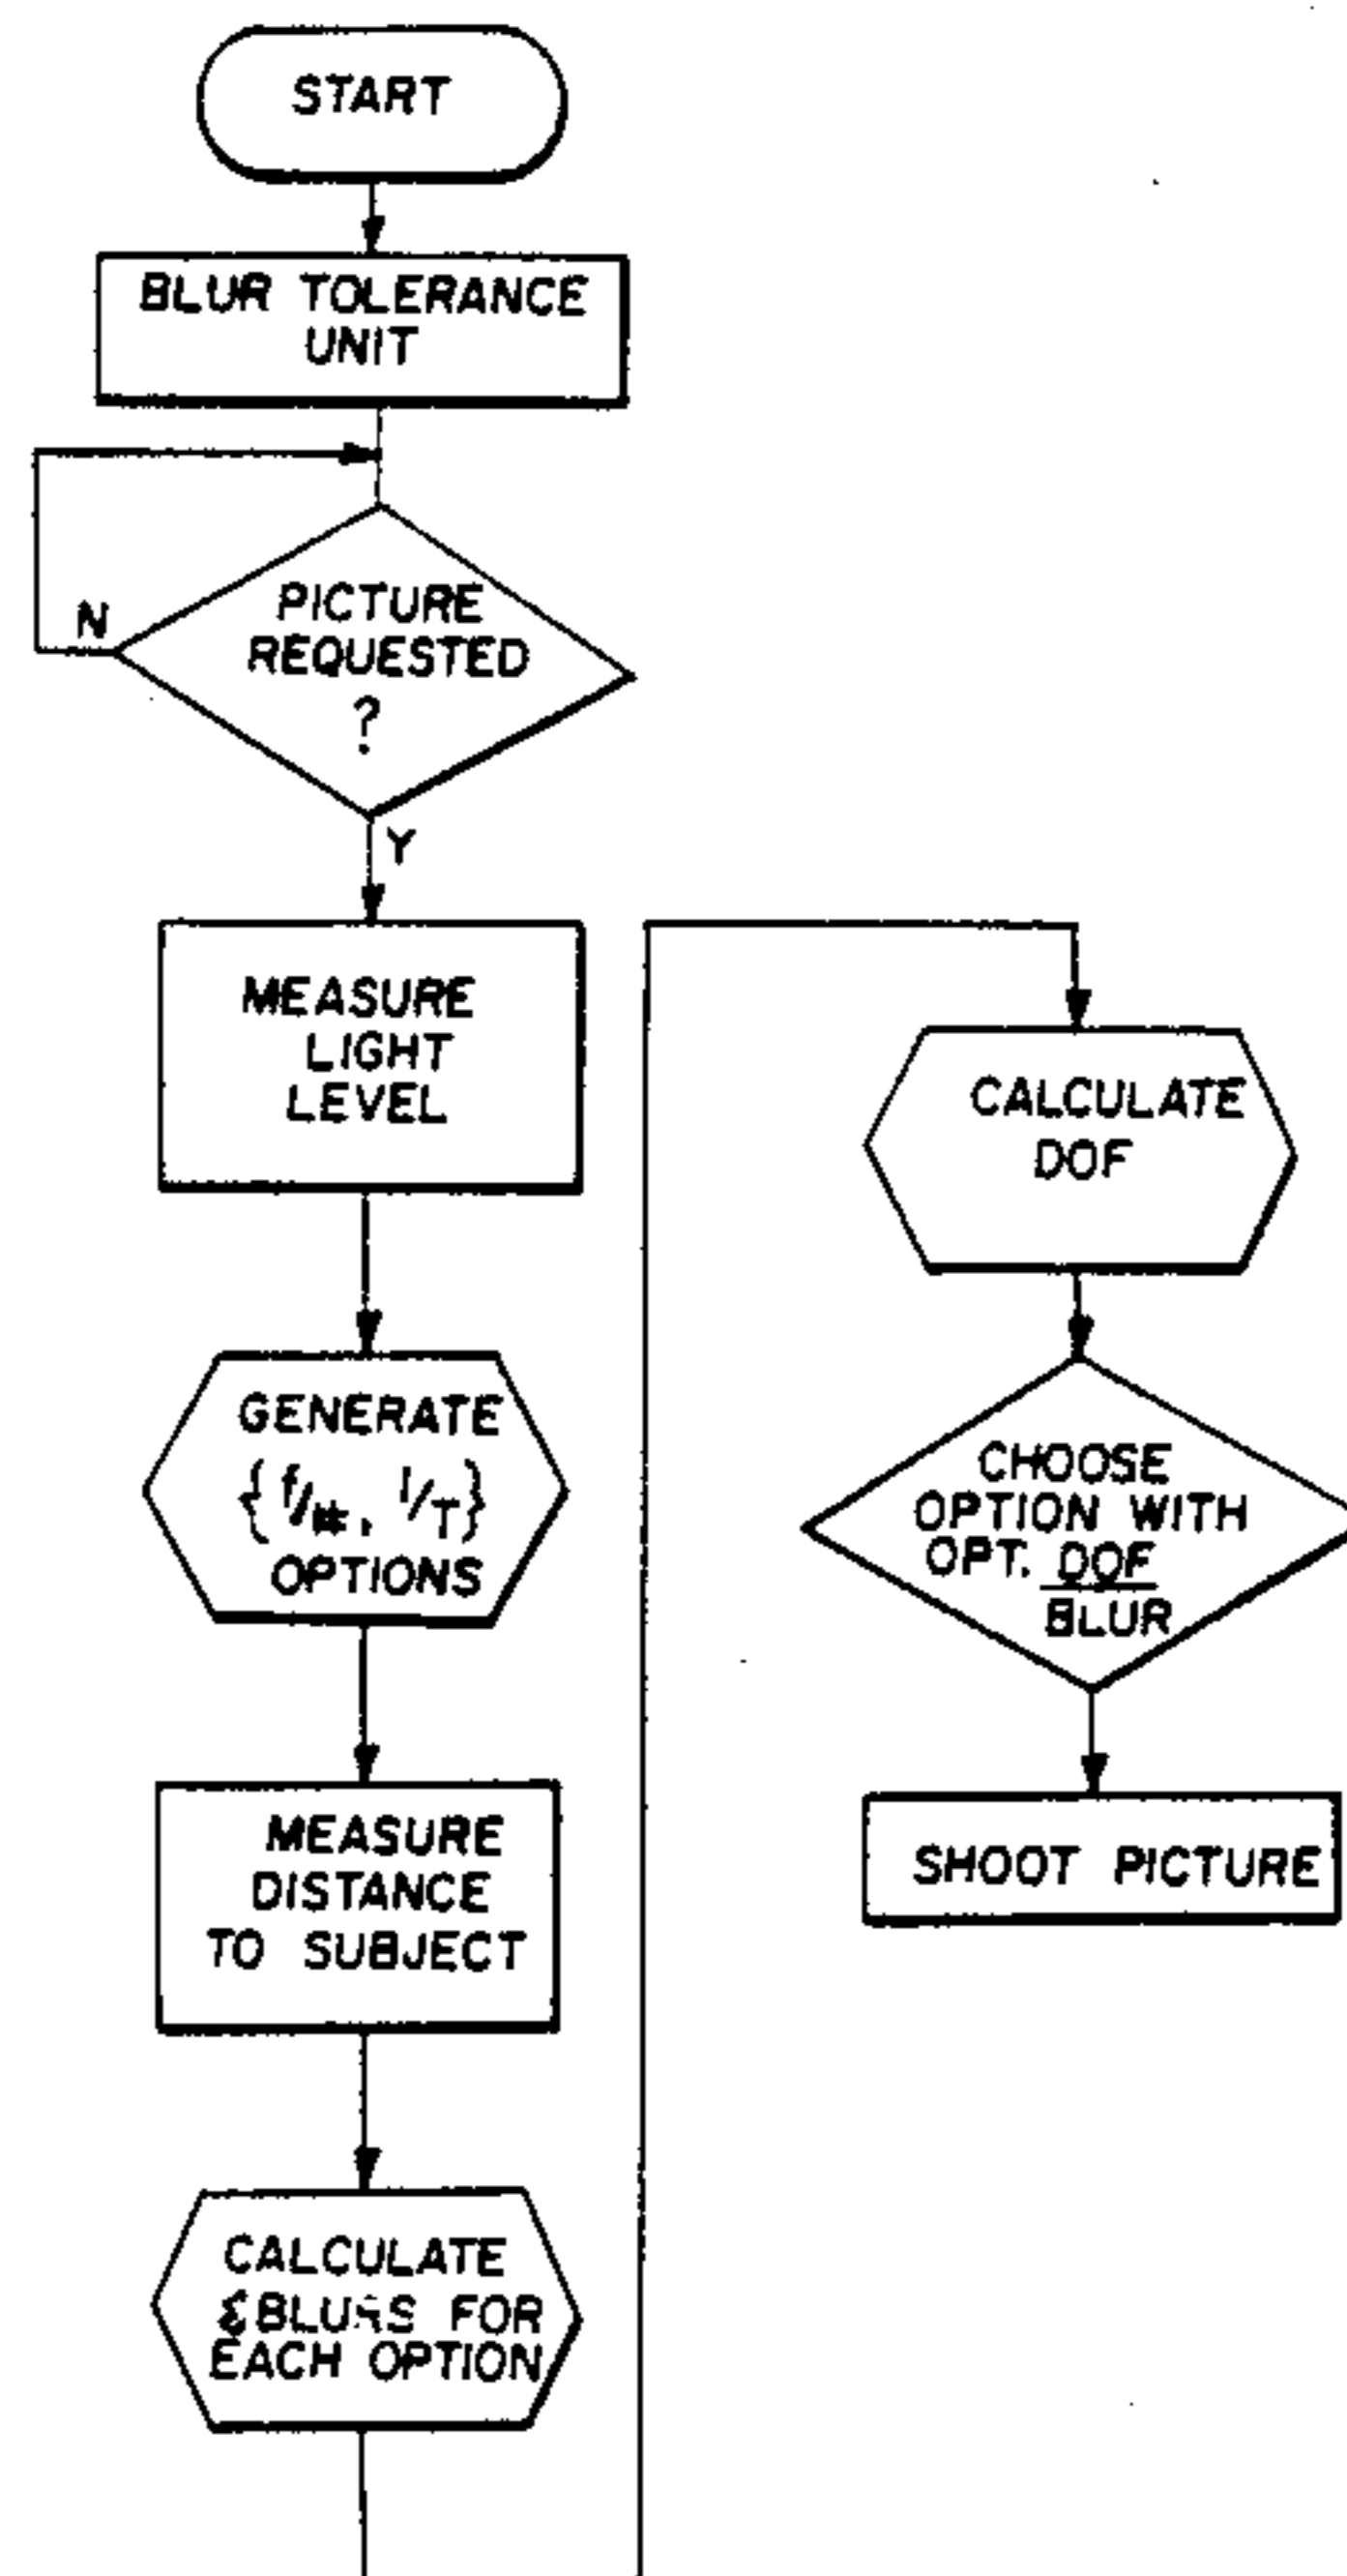 START
BLUR TOLERANCE
UNIT
PICTURE
REQUESTED
?
N
Y
MEASURE
LIGHT
LEVEL
GENERATE
{ f/#, 1/T }
OPTIONS
MEASURE
DISTANCE
TO SUBJECT
CALCULATE
ΣBLURS FOR
EACH OPTION
CALCULATE
DOF
CHOOSE
OPTION WITH
OPT. DOF
BLUR
SHOOT PICTURE